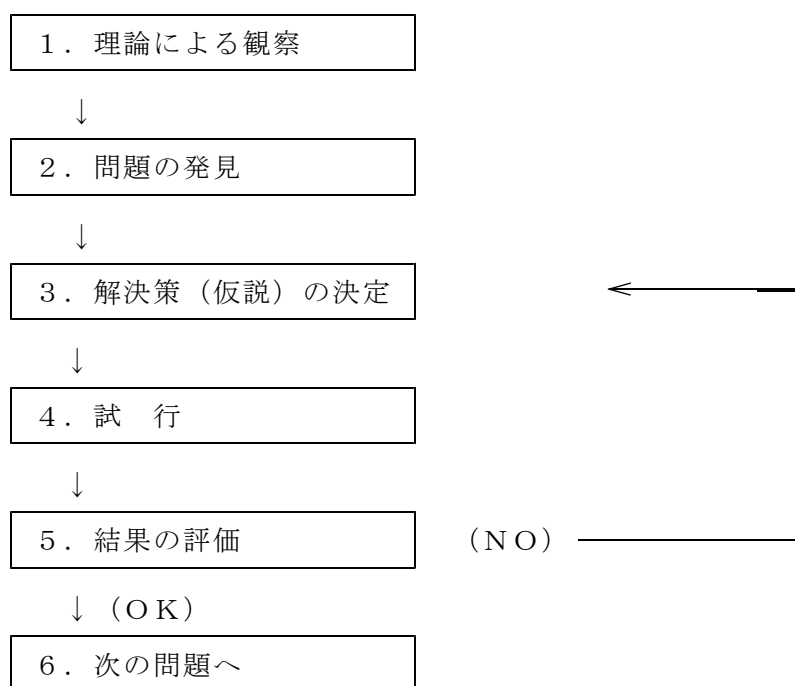 １．理論による観察
↓
２．問題の発見
↓
３．解決策（仮説）の決定
↓
４．試　行
↓
５．結果の評価　（ＮＯ）
↓（ＯＫ）
６．次の問題へ